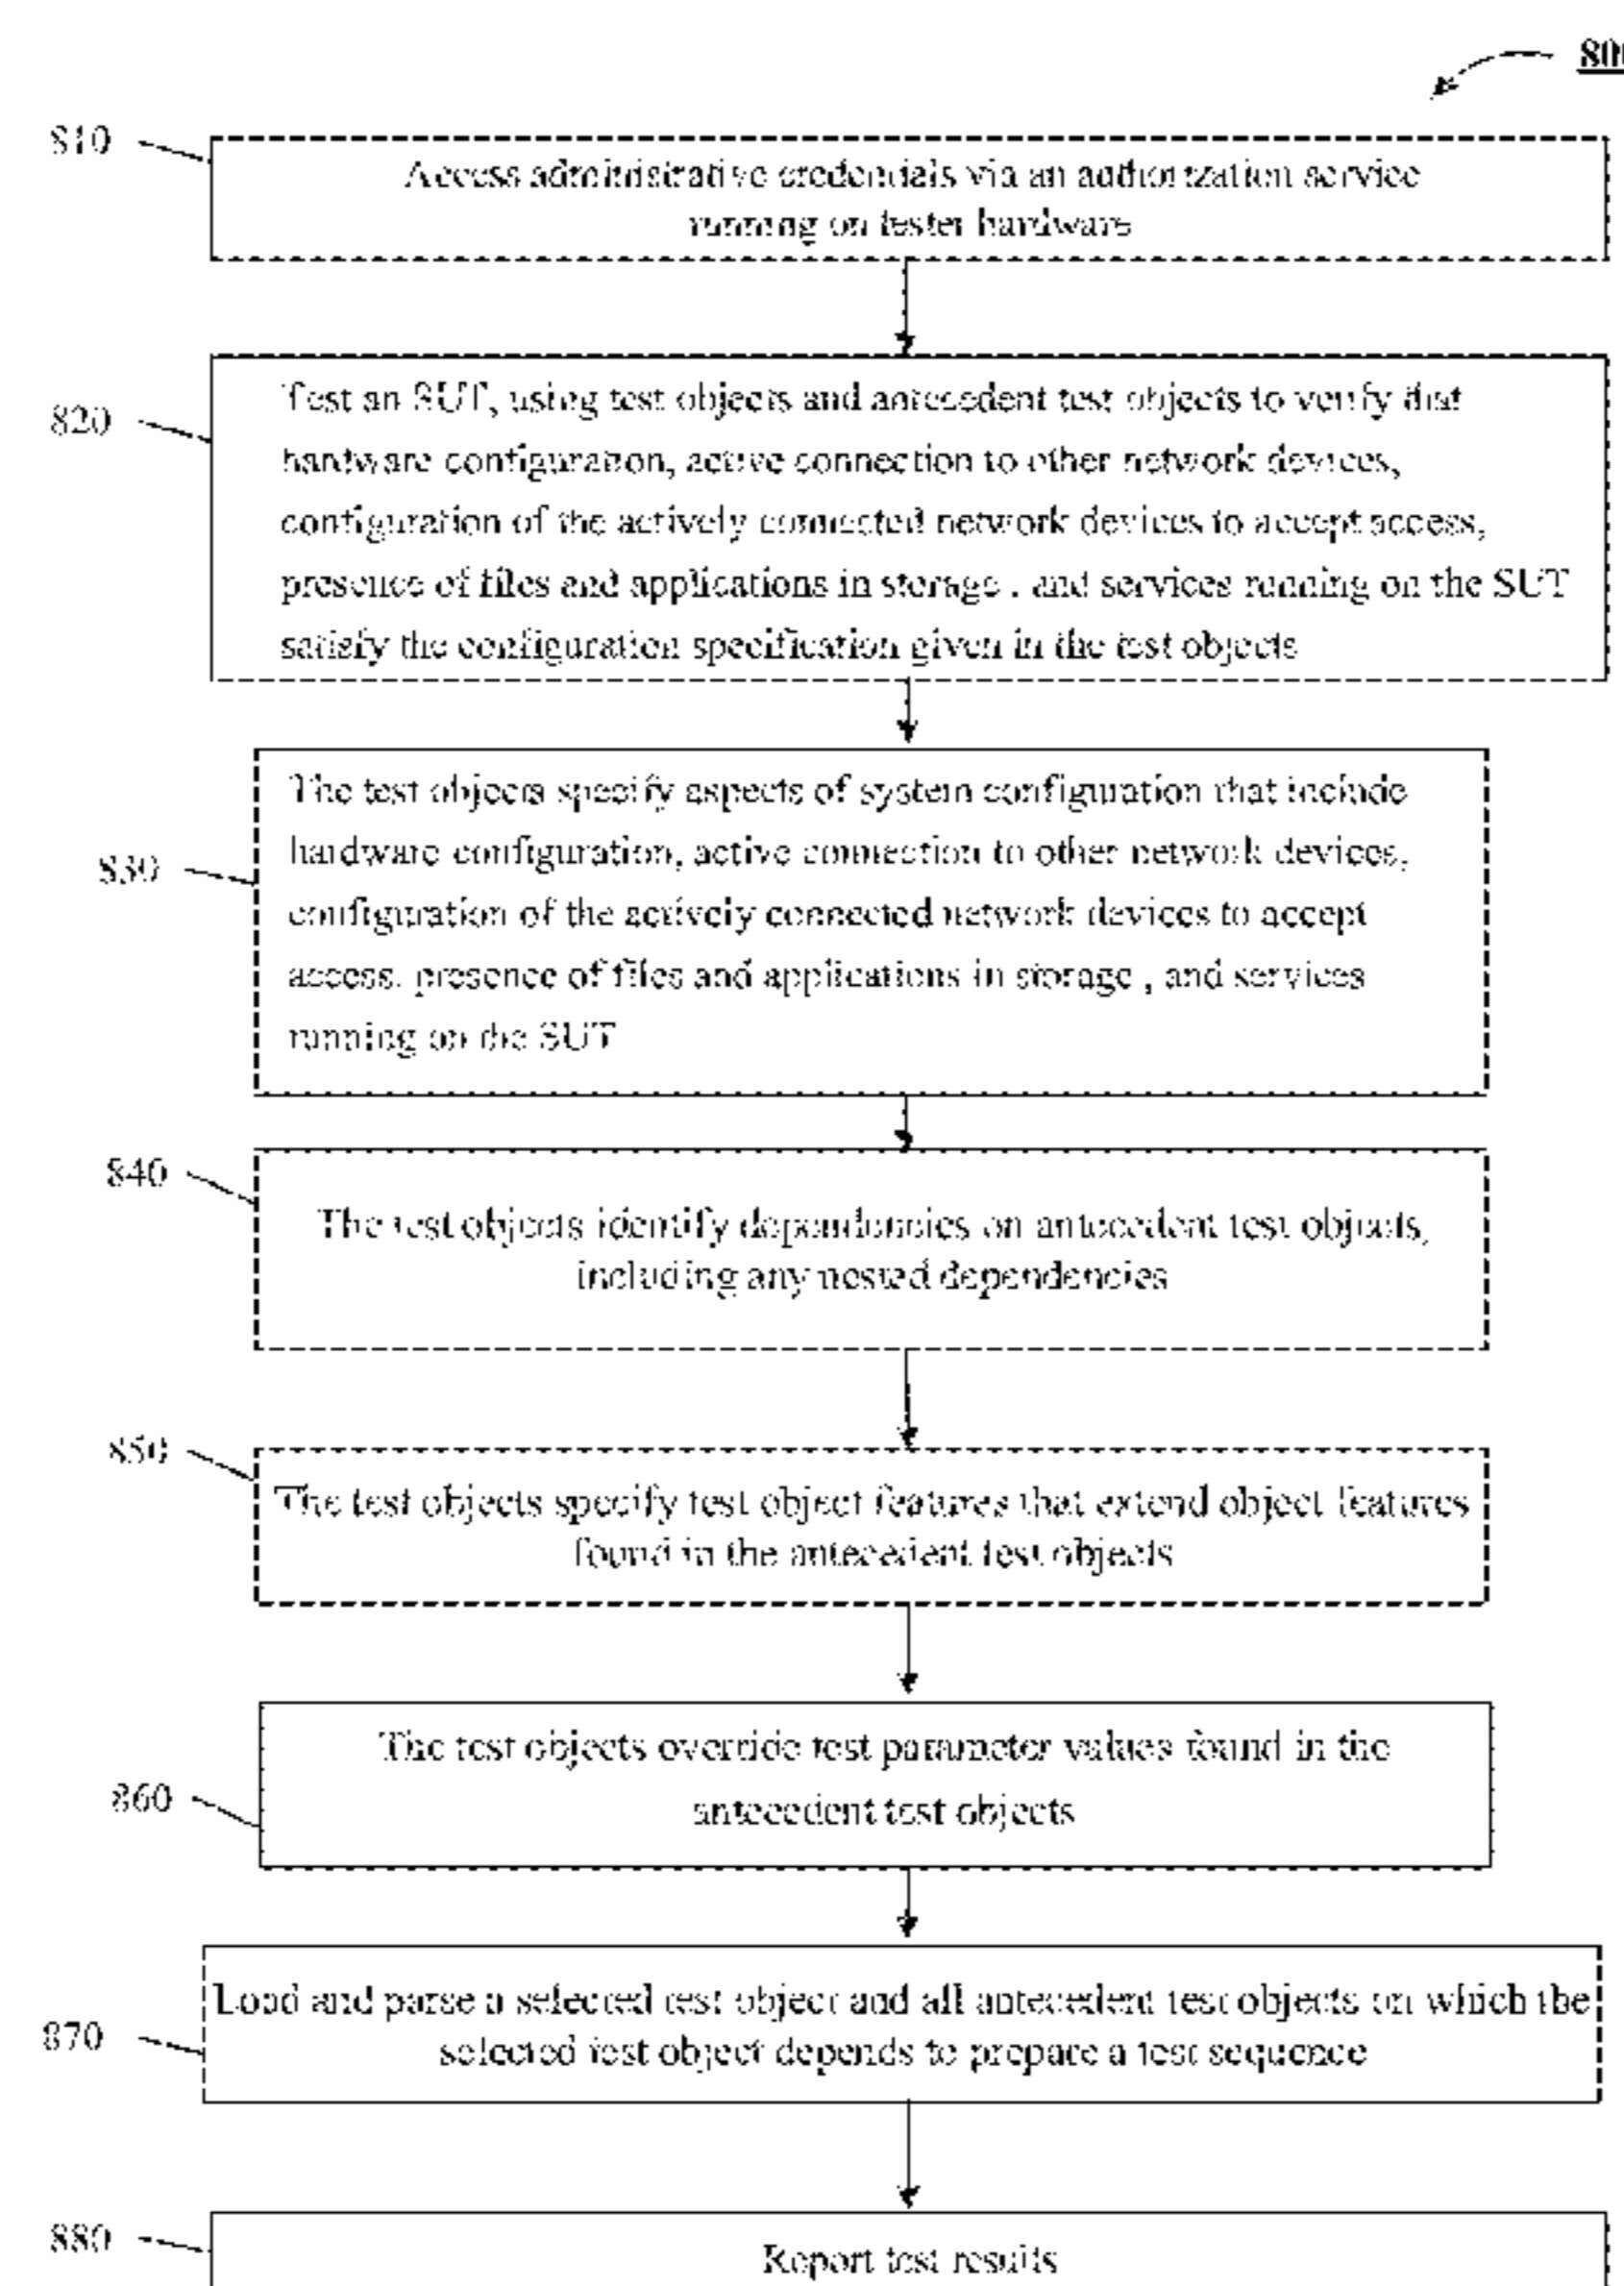 800
810
Access administrative credentials via an authorization service
running on tester hardware
820
Test an SUT, using test objects and antecedent test objects to verify that
hardware configuration, active connection to other network devices,
configuration of the actively connected network devices to accept access,
presence of files and applications in storage , and services running on the SUT
satisfy the configuration specification given in the test objects
830
The test objects specify aspects of system configuration that include
hardware configuration, active connection to other network devices,
configuration of the actively connected network devices to accept
access, presence of files and applications in storage , and services
running on the SUT
840
The test objects identify dependencies on antecedent test objects,
including any nested dependencies
850
The test objects specify test object features that extend object features
found in the antecedent test objects
860
The test objects override test parameter values found in the
antecedent test objects
870
Load and parse a selected test object and all antecedent test objects on which the
selected test object depends to prepare a test sequence
880
Report test results